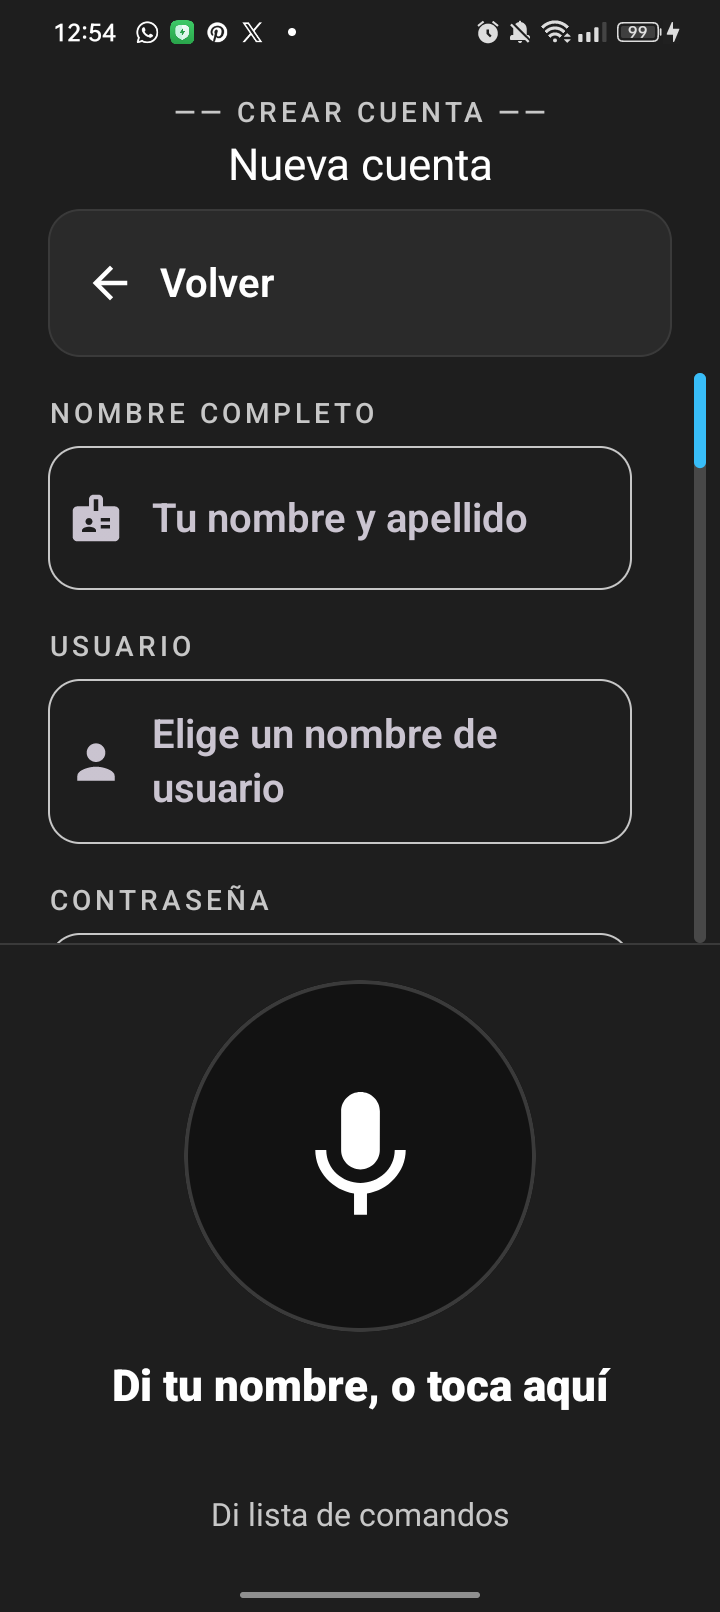 12:54
99
—— CREAR CUENTA ——
Nueva cuenta
Volver
NOMBRE COMPLETO
Tu nombre y apellido
USUARIO
Elige un nombre de
usuario
CONTRASEÑA
Di tu nombre, o toca aquí
Di lista de comandos